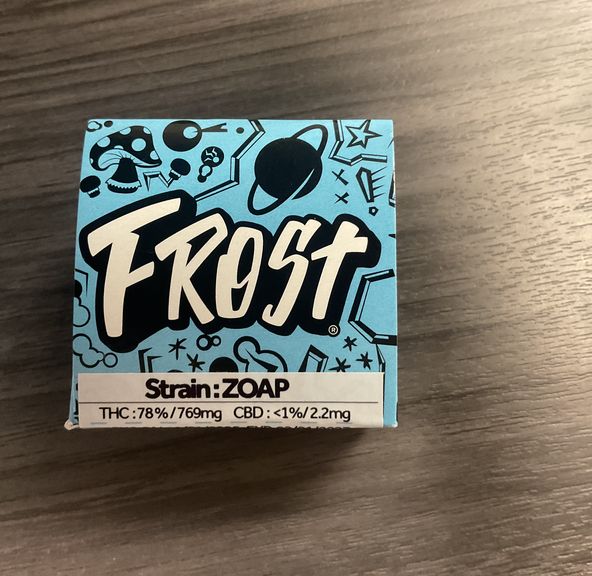 FROST®
Strain:ZOAP
THC:78%/769mg CBD:<1%/2.2mg